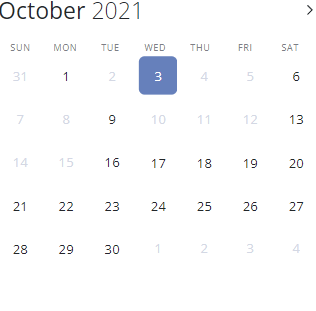 October 2021
SUN MON TUE WED THU FRI SAT
31 1 2 3 4 5 6
7 8 9 10 11 12 13
14 15 16 17 18 19 20
21 22 23 24 25 26 27
28 29 30 1 2 3 4